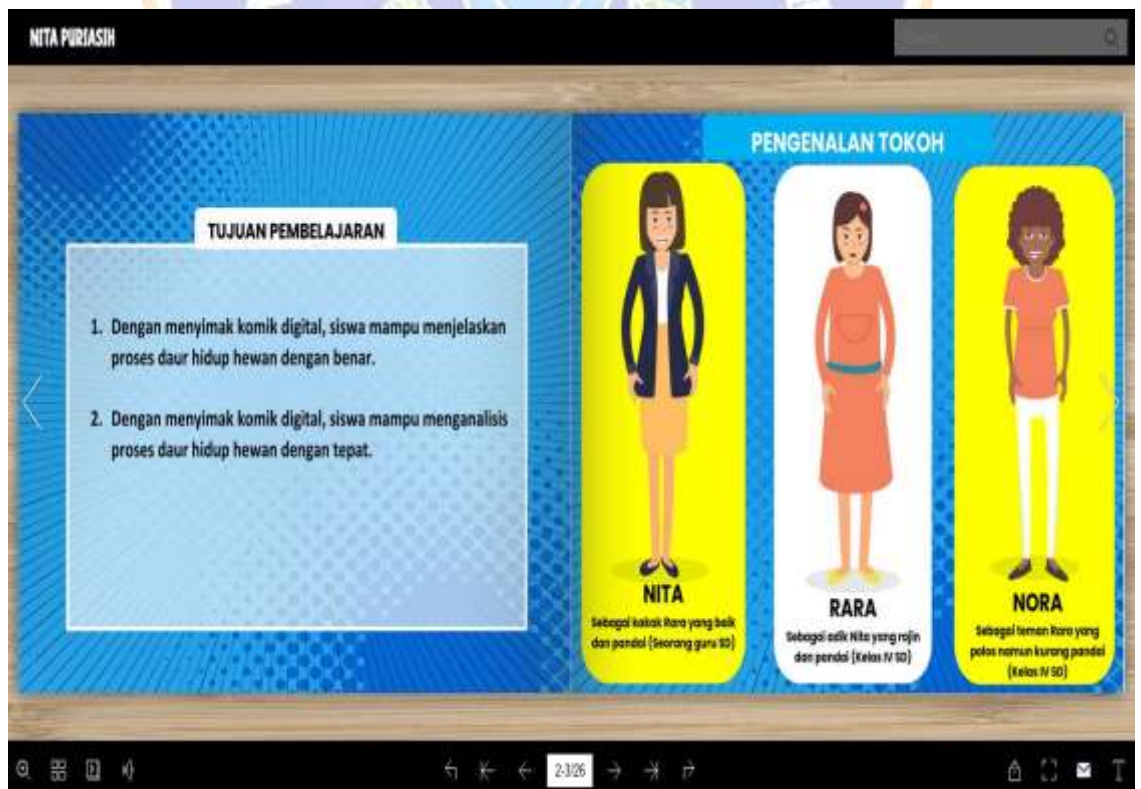 NITA PURIASIH
TUJUAN PEMBELAJARAN
1. Dengan menyimak komik digital, siswa mampu menjelaskan
proses daur hidup hewan dengan benar.
2. Dengan menyimak komik digital, siswa mampu menganalisis
proses daur hidup hewan dengan tepat.
PENGENALAN TOKOH
NITA
Sebagai kakak Rara yang baik
dan pandai (Seorang guru SD)
RARA
Sebagai adik Nita yang rajin
dan pandai (Kelas IV SD)
NORA
Sebagai teman Rara yang
polos namun kurang pandai
(Kelas IV SD)
2-3/26